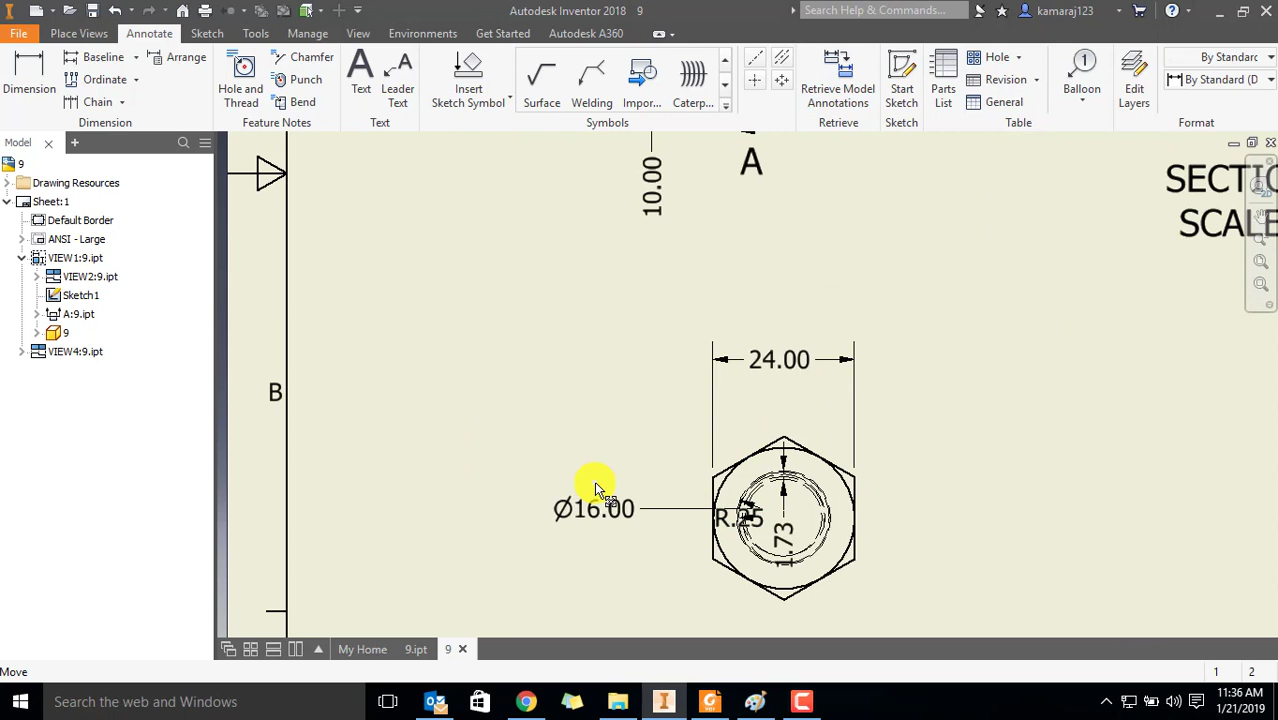 Autodesk Inventor 2018 9
Search Help & Commands...
kamaraj123
File Place Views Annotate Sketch Tools Manage View Environments Get Started Autodesk A360
Dimension
Baseline
Ordinate
Chain
Arrange
Dimension
Hole and
Thread
Chamfer
Punch
Bend
Feature Notes
Text
Leader
Text
Text
Insert
Sketch Symbol
Surface
Welding
Impor...
Caterp...
Symbols
Retrieve Model
Annotations
Retrieve
Start
Sketch
Sketch
Parts
List
Hole
Revision
General
Table
Balloon
Edit
Layers
By Standard
By Standard (D
Format
Model
9
Drawing Resources
Sheet:1
Default Border
ANSI - Large
VIEW1:9.ipt
VIEW2:9.ipt
Sketch1
A:9.ipt
9
VIEW4:9.ipt
10.00
A
SECTIO
SCALE
24.00
B
Ø16.00
R.25
1.73
My Home
9.ipt
9
Move
1
2
Search the web and Windows
11:36 AM
1/21/2019